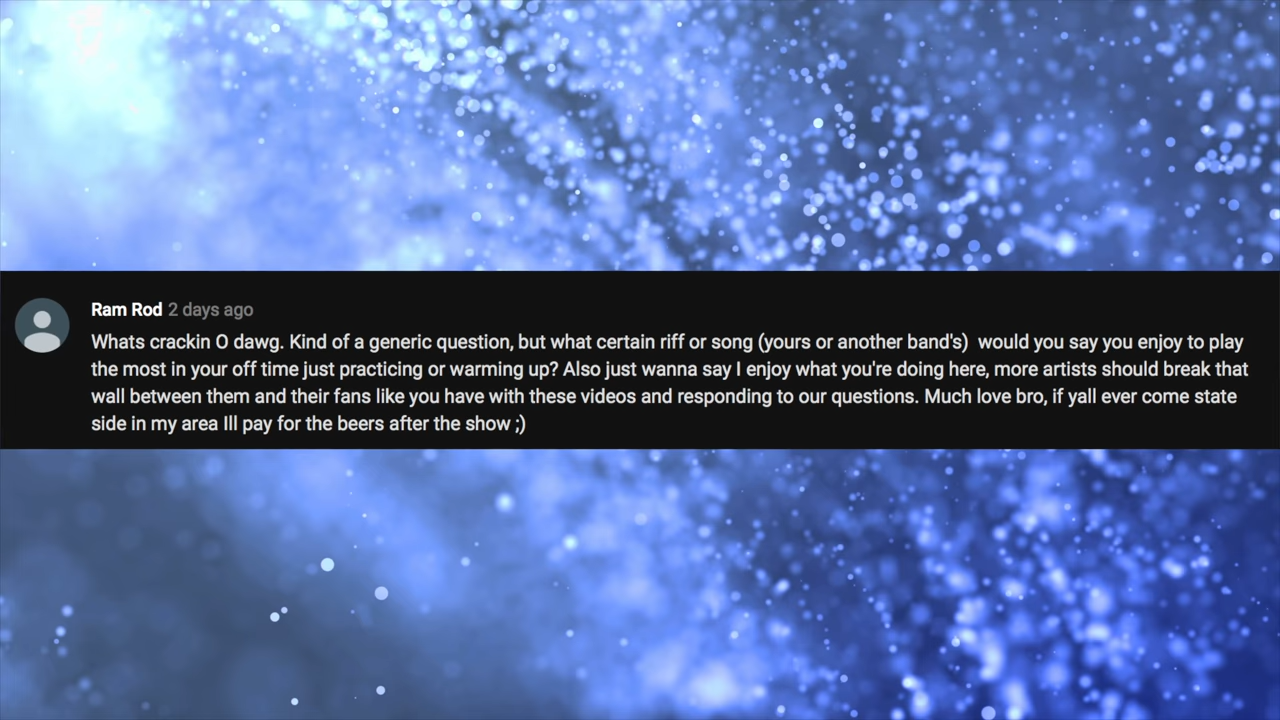 Ram Rod 2 days ago
Whats crackin O dawg. Kind of a generic question, but what certain riff or song (yours or another band's)  would you say you enjoy to play
the most in your off time just practicing or warming up? Also just wanna say I enjoy what you're doing here, more artists should break that
wall between them and their fans like you have with these videos and responding to our questions. Much love bro, if yall ever come state
side in my area Ill pay for the beers after the show ;)